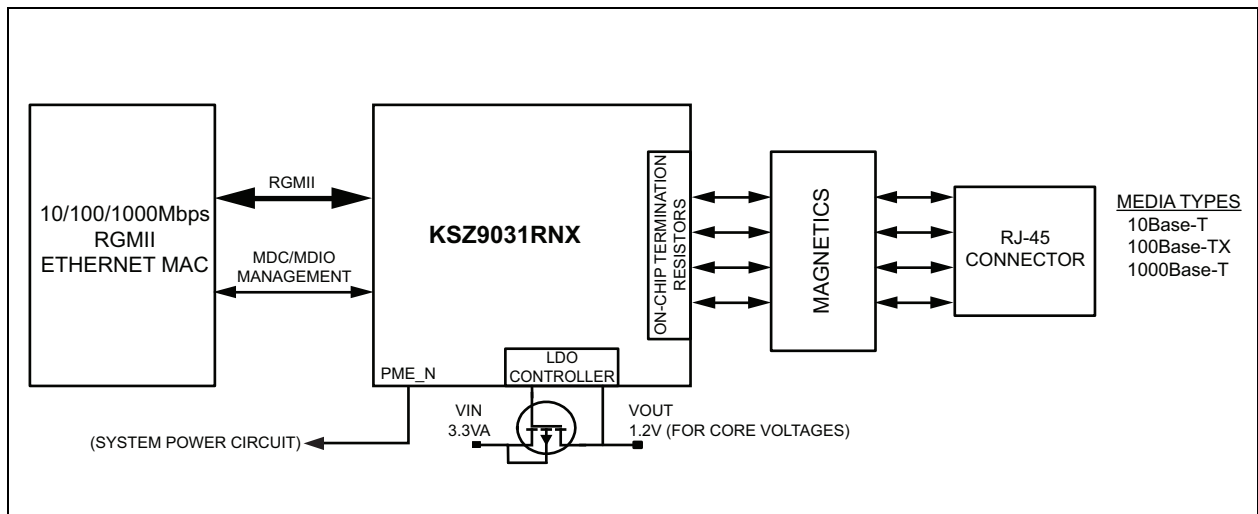 10/100/1000Mbps
RGMII
ETHERNET MAC
RGMII
MDC/MDIO
MANAGEMENT
KSZ9031RNX
ON-CHIP TERMINATION
RESISTORS
LDO
CONTROLLER
PME_N
(SYSTEM POWER CIRCUIT)
VIN
3.3VA
VOUT
1.2V (FOR CORE VOLTAGES)
MAGNETICS
RJ-45
CONNECTOR
MEDIA TYPES
10Base-T
100Base-TX
1000Base-T